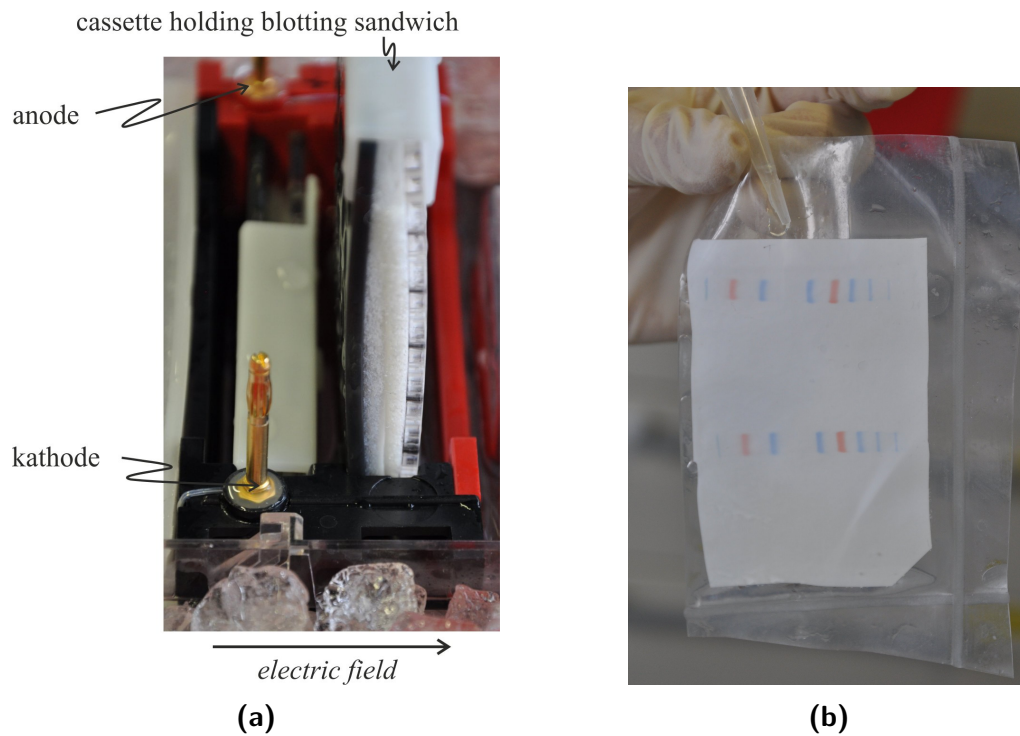 cassette holding blotting sandwich
anode
kathode
electric field
(a)
(b)